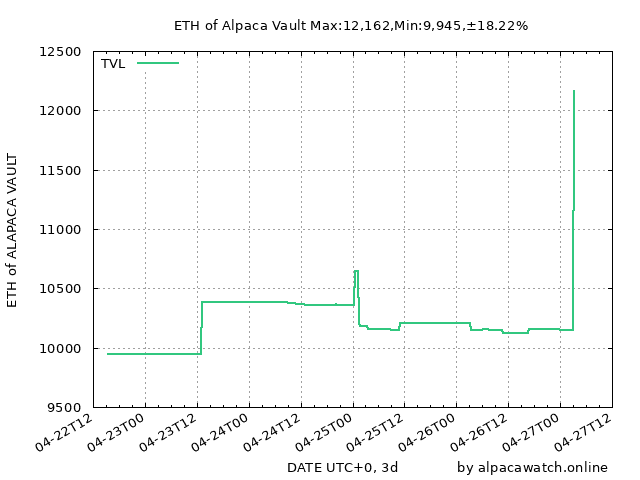 ETH of Alpaca Vault Max:12,162,Min:9,945,±18.22%
12500
TVL
12000
11500
11000
10500
10000
9500
ETH of ALAPACA VAULT
04-22T12
04-23T00
04-23T12
04-24T00
04-24T12
04-25T00
04-25T12
04-26T00
04-26T12
04-27T00
04-27T12
DATE UTC+0, 3d
by alpacawatch.online